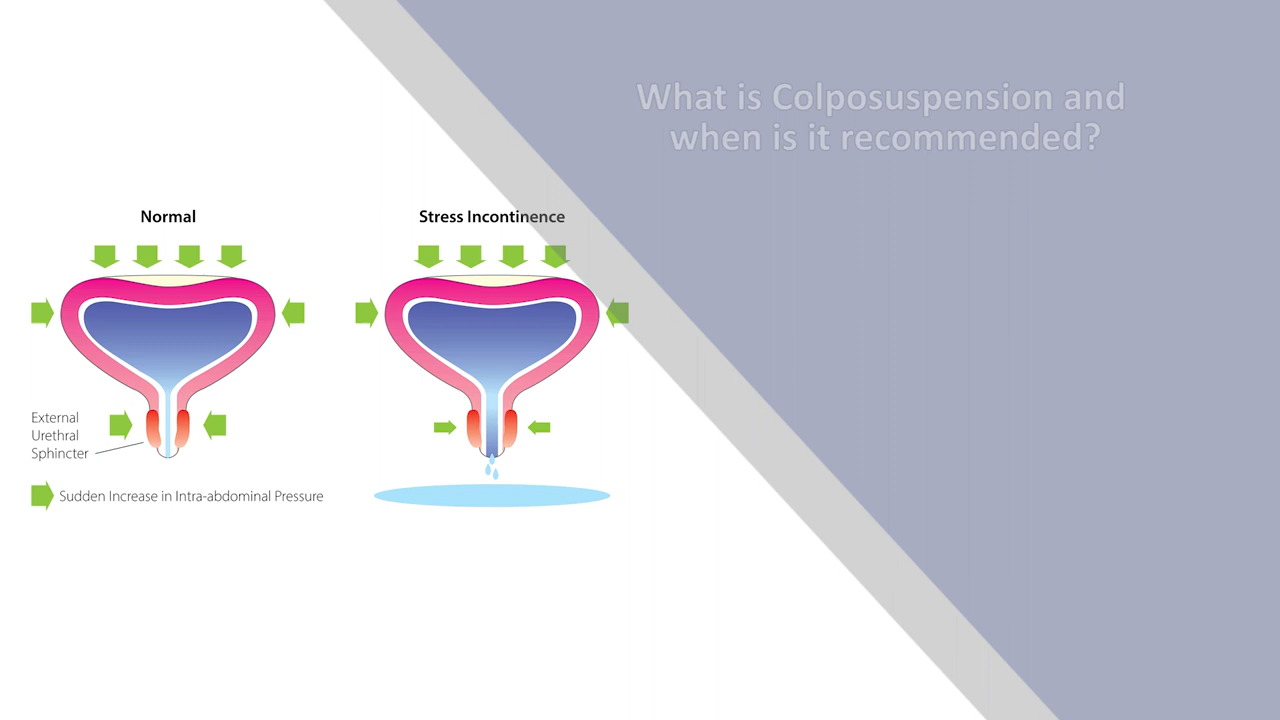 What is Colposuspension and
when is it recommended?
Normal
Stress Incontinence
External
Urethral
Sphincter
Sudden Increase in Intra-abdominal Pressure